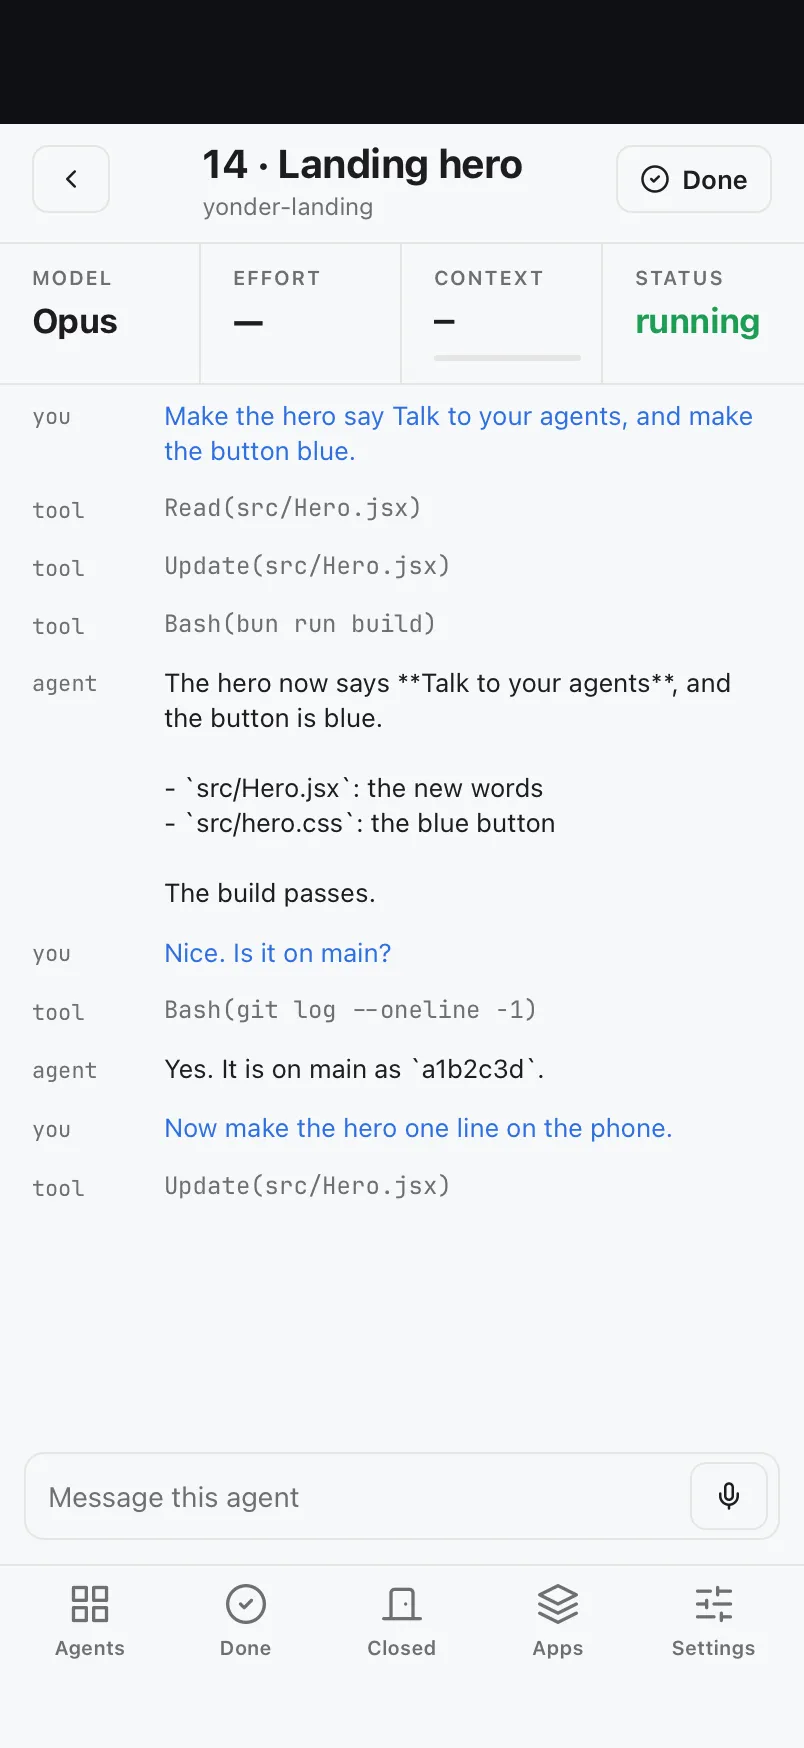 14 · Landing hero
yonder-landing
Done
MODEL
Opus
EFFORT
—
CONTEXT
–
STATUS
running
you
Make the hero say Talk to your agents, and make
the button blue.
tool
Read(src/Hero.jsx)
tool
Update(src/Hero.jsx)
tool
Bash(bun run build)
agent
The hero now says **Talk to your agents**, and
the button is blue.
- `src/Hero.jsx`: the new words
- `src/hero.css`: the blue button
The build passes.
you
Nice. Is it on main?
tool
Bash(git log --oneline -1)
agent
Yes. It is on main as `a1b2c3d`.
you
Now make the hero one line on the phone.
tool
Update(src/Hero.jsx)
Message this agent
Agents
Done
Closed
Apps
Settings